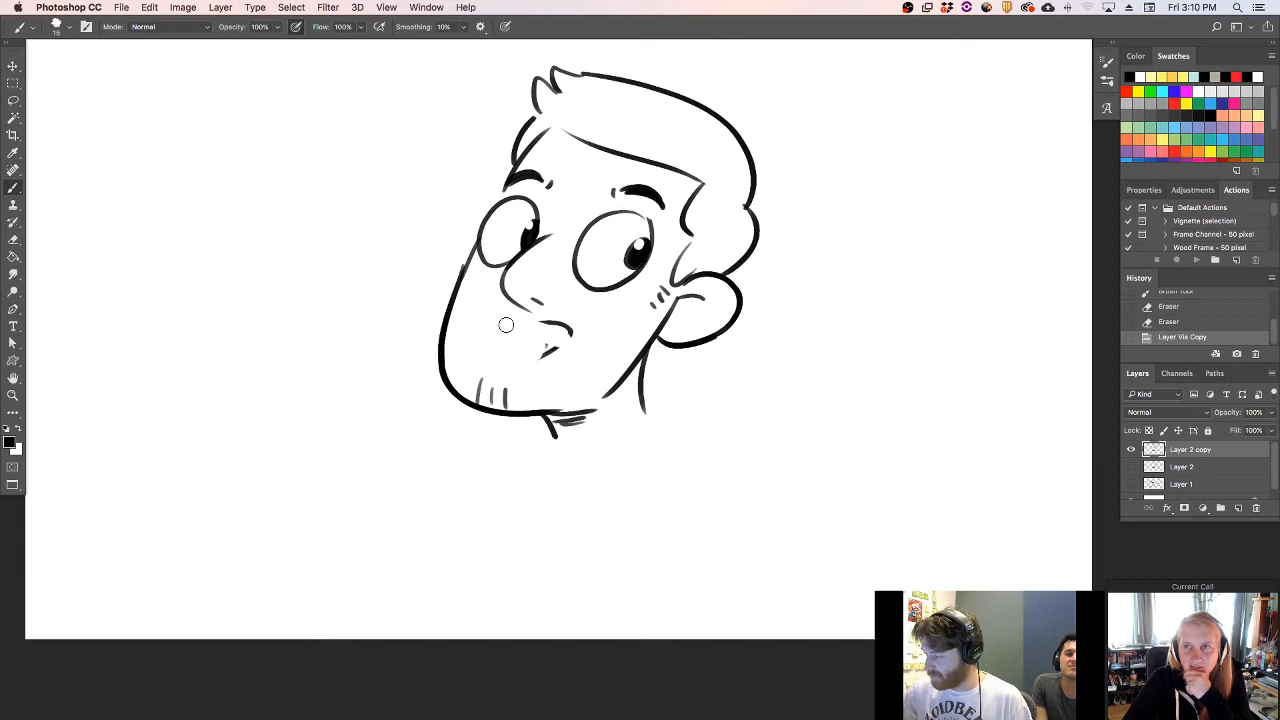 Photoshop CC File Edit Image Layer Type Select Filter 3D View Window Help Fri 3:10 PM
15 Mode: Normal Opacity: 100% Flow: 100% Smoothing: 10%
Color Swatches
Properties Adjustments Actions
Default Actions
Vignette (selection)
Frame Channel - 50 pixel
Wood Frame - 50 pixel
History
Brush Tool
Eraser
Eraser
Layer Via Copy
Layers Channels Paths
Kind
Normal Opacity: 100%
Lock: Fill: 100%
Layer 2 copy
Layer 2
Layer 1
Current Call